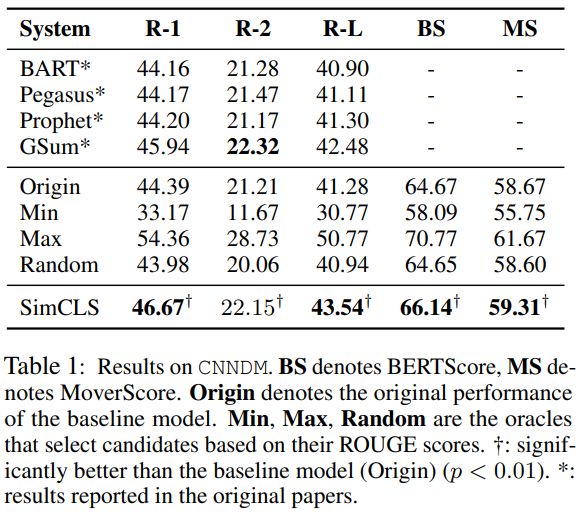 System R-1 R-2 R-L BS MS
BART* 44.16 21.28 40.90 - -
Pegasus* 44.17 21.47 41.11 - -
Prophet* 44.20 21.17 41.30 - -
GSum* 45.94 22.32 42.48 - -
Origin 44.39 21.21 41.28 64.67 58.67
Min 33.17 11.67 30.77 58.09 55.75
Max 54.36 28.73 50.77 70.77 61.67
Random 43.98 20.06 40.94 64.65 58.60
SimCLS 46.67† 22.15† 43.54† 66.14† 59.31†
Table 1: Results on CNNDM. BS denotes BERTScore, MS de-
notes MoverScore. Origin denotes the original performance
of the baseline model. Min, Max, Random are the oracles
that select candidates based on their ROUGE scores. †: signif-
icantly better than the baseline model (Origin) (p < 0.01). *:
results reported in the original papers.